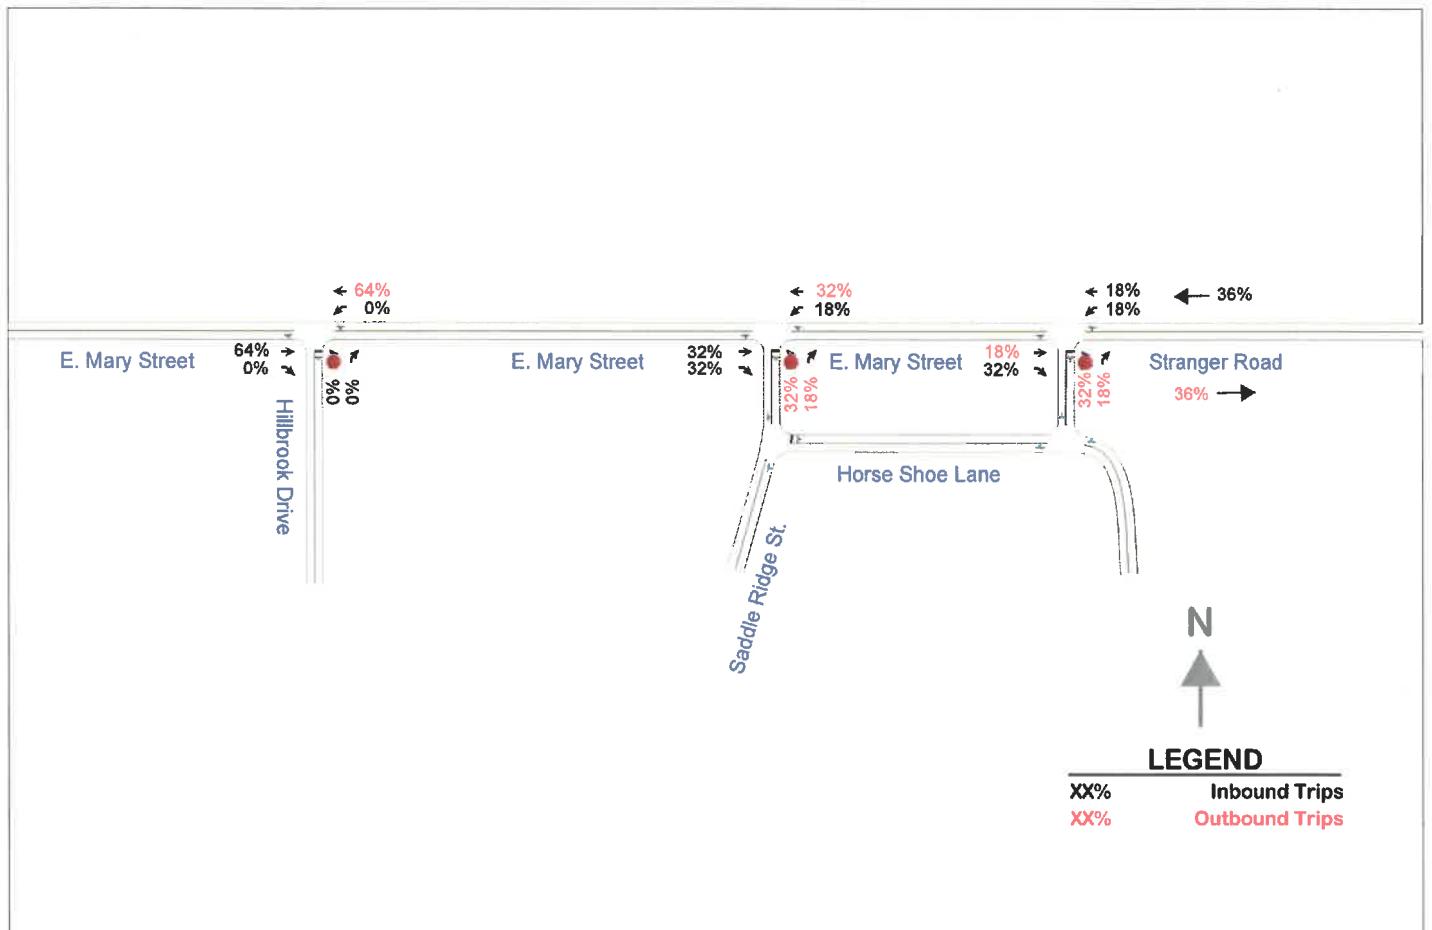 64%
0%
32%
18%
18%
18%
36%
E. Mary Street
64%
0%
0%
0%
E. Mary Street
32%
32%
32%
18%
E. Mary Street
18%
32%
32%
18%
Stranger Road
36%
Hillbrook Drive
Horse Shoe Lane
Saddle Ridge St.
N
LEGEND
XX% Inbound Trips
XX% Outbound Trips